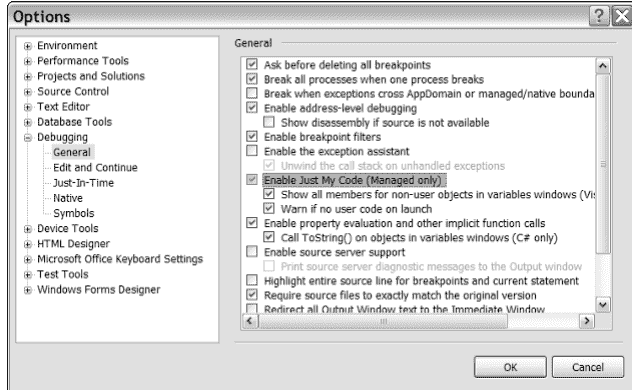 Options
Environment
Performance Tools
Projects and Solutions
Source Control
Text Editor
Database Tools
Debugging
General
Edit and Continue
Just-In-Time
Native
Symbols
Device Tools
HTML Designer
Microsoft Office Keyboard Settings
Test Tools
Windows Forms Designer
General
Ask before deleting all breakpoints
Break all processes when one process breaks
Break when exceptions cross AppDomain or managed/native bounda
Enable address-level debugging
Show disassembly if source is not available
Enable breakpoint filters
Enable the exception assistant
Unwind the call stack on unhandled exceptions
Enable Just My Code (Managed only)
Show all members for non-user objects in variables windows (Vis
Warn if no user code on launch
Enable property evaluation and other implicit function calls
Call ToString() on objects in variables windows (C# only)
Enable source server support
Print source server diagnostic messages to the Output window
Highlight entire source line for breakpoints and current statement
Require source files to exactly match the original version
Redirect all Output Window text to the Immediate Window
OK
Cancel